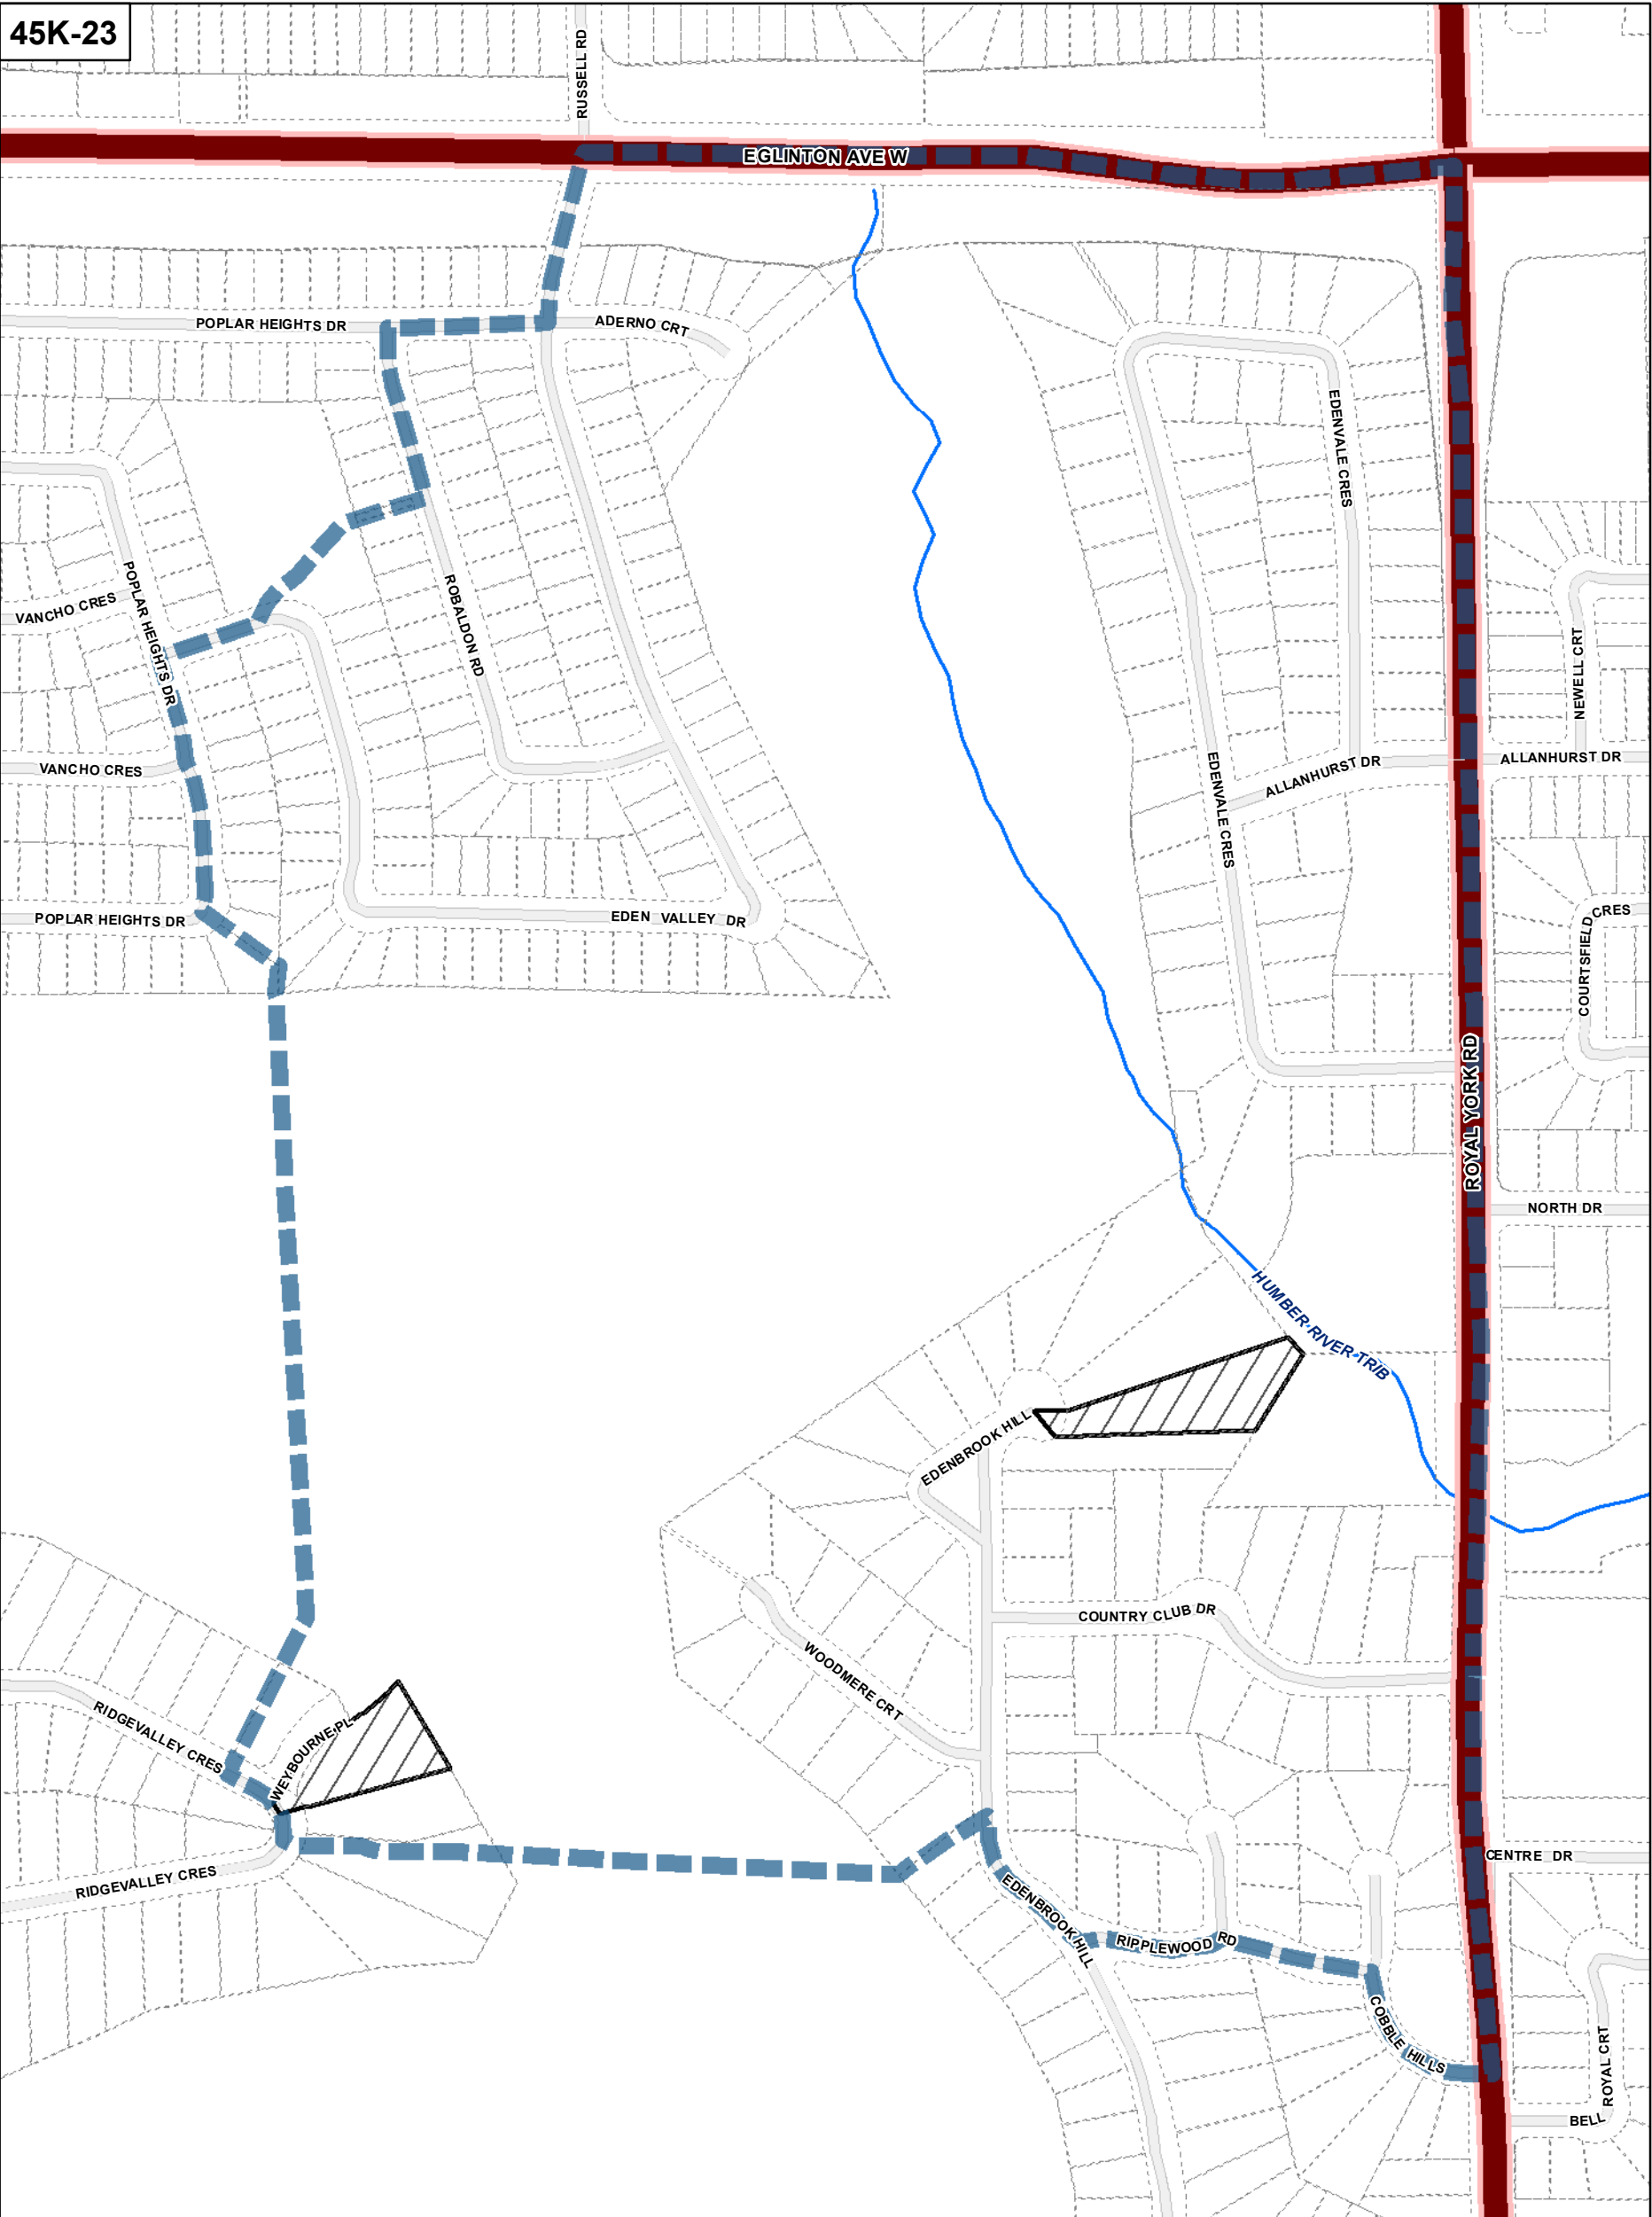 45K-23
RUSSELL RD
EGLINTON AVE W
POPLAR HEIGHTS DR
ADERNO CRT
EDENVALE CRES
VANCHO CRES
POPLAR HEIGHTS DR
ROBALDON RD
NEWELL CRT
VANCHO CRES
EDENVALE CRES
ALLANHURST DR
ALLANHURST DR
POPLAR HEIGHTS DR
EDEN VALLEY DR
COURTSFIELD CRES
ROYAL YORK RD
NORTH DR
HUMBER RIVER TRIB
EDENBROOK HILL
COUNTRY CLUB DR
WOODMERE CRT
RIDGEVALLEY CRES
WEYBOURNE PL
RIDGEVALLEY CRES
CENTRE DR
EDENBROOK HILL
RIPPLEWOOD RD
COBBLE HILLS
ROYAL CRT
BELL